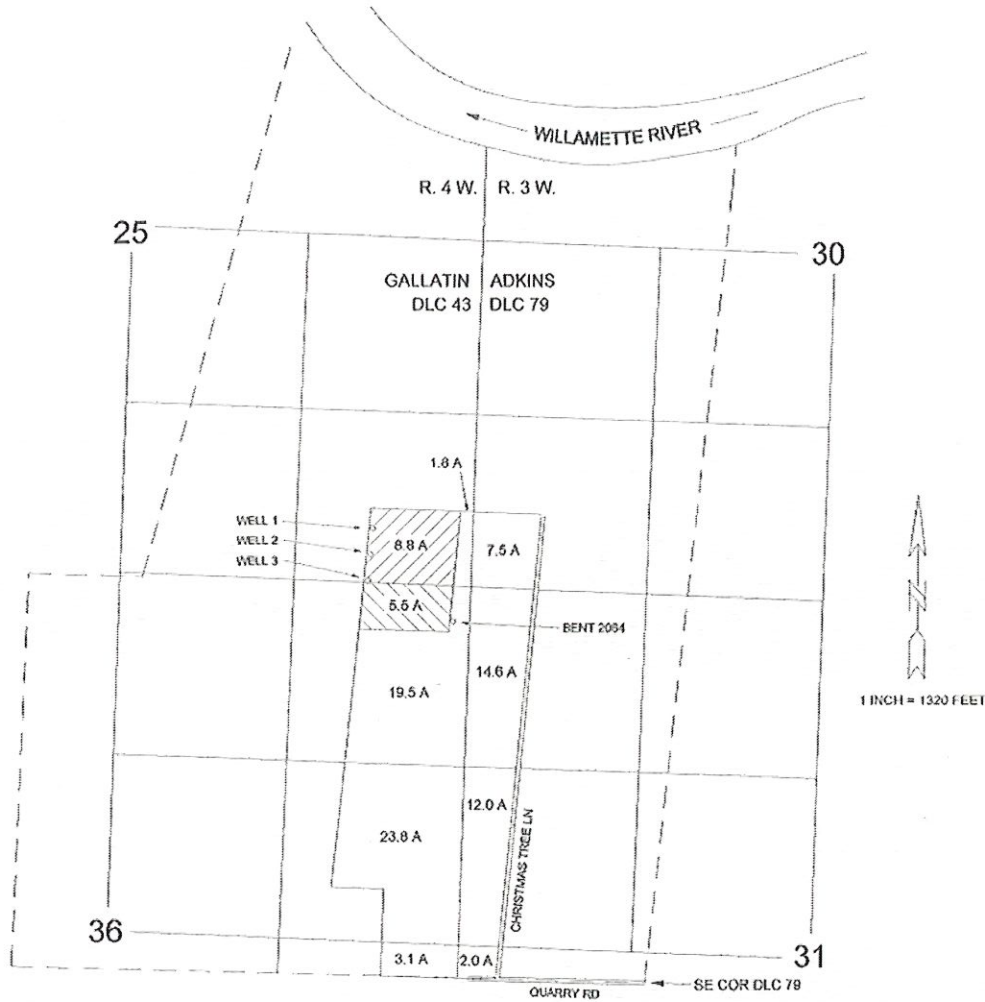 WILLAMETTE RIVER
R. 4 W. R. 3 W.
25
30
GALLATIN ADKINS
DLC 43 DLC 79
1.8 A
WELL 1
WELL 2
WELL 3
8.8 A
7.5 A
5.5 A
BENT 2064
N
19.5 A
14.6 A
1 INCH = 1320 FEET
12.0 A
23.8 A
CHRISTMAS TREE LN
36
31
3.1 A
2.0 A
SE COR DLC 79
QUARRY RD